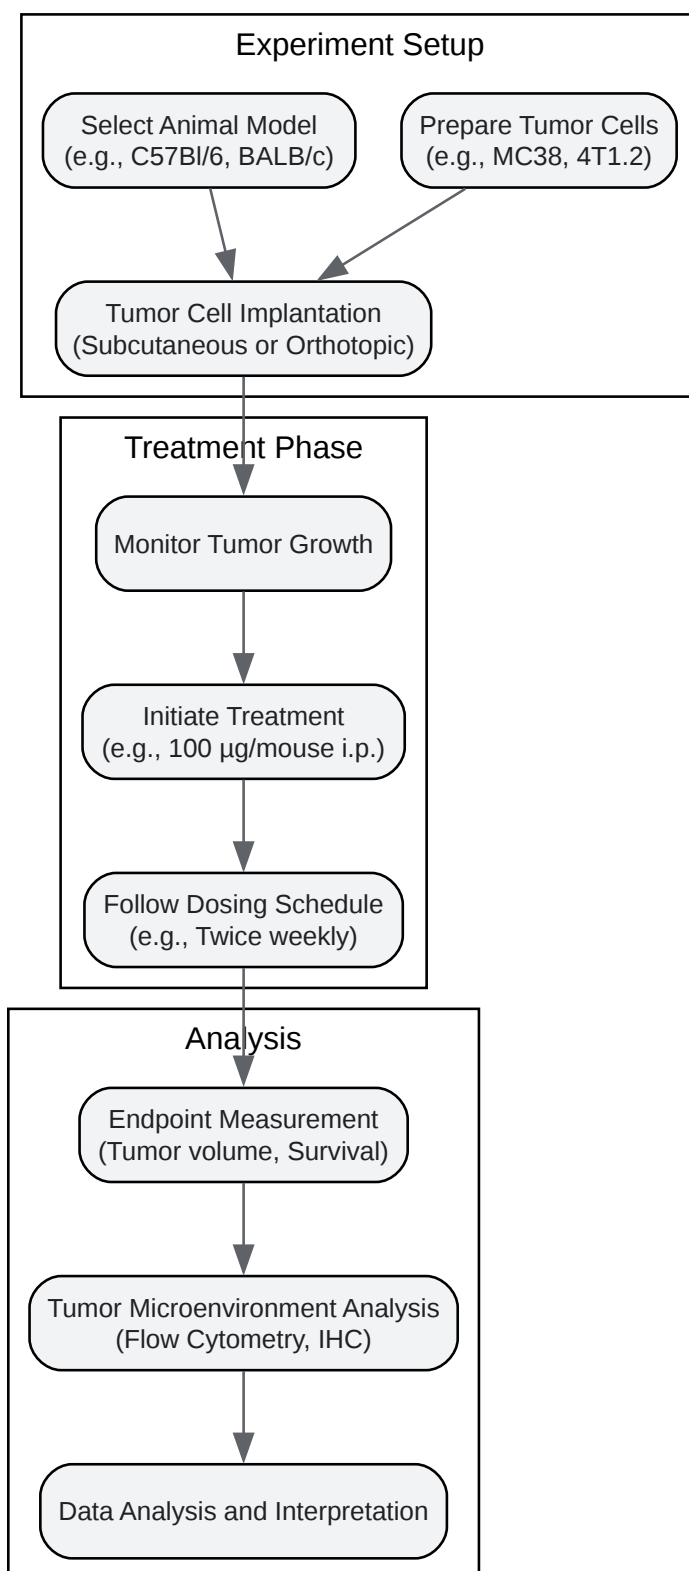 Experiment Setup
Select Animal Model
(e.g., C57Bl/6, BALB/c)
Prepare Tumor Cells
(e.g., MC38, 4T1.2)
Tumor Cell Implantation
(Subcutaneous or Orthotopic)
Treatment Phase
Monitor Tumor Growth
Initiate Treatment
(e.g., 100 µg/mouse i.p.)
Follow Dosing Schedule
(e.g., Twice weekly)
Analysis
Endpoint Measurement
(Tumor volume, Survival)
Tumor Microenvironment Analysis
(Flow Cytometry, IHC)
Data Analysis and Interpretation